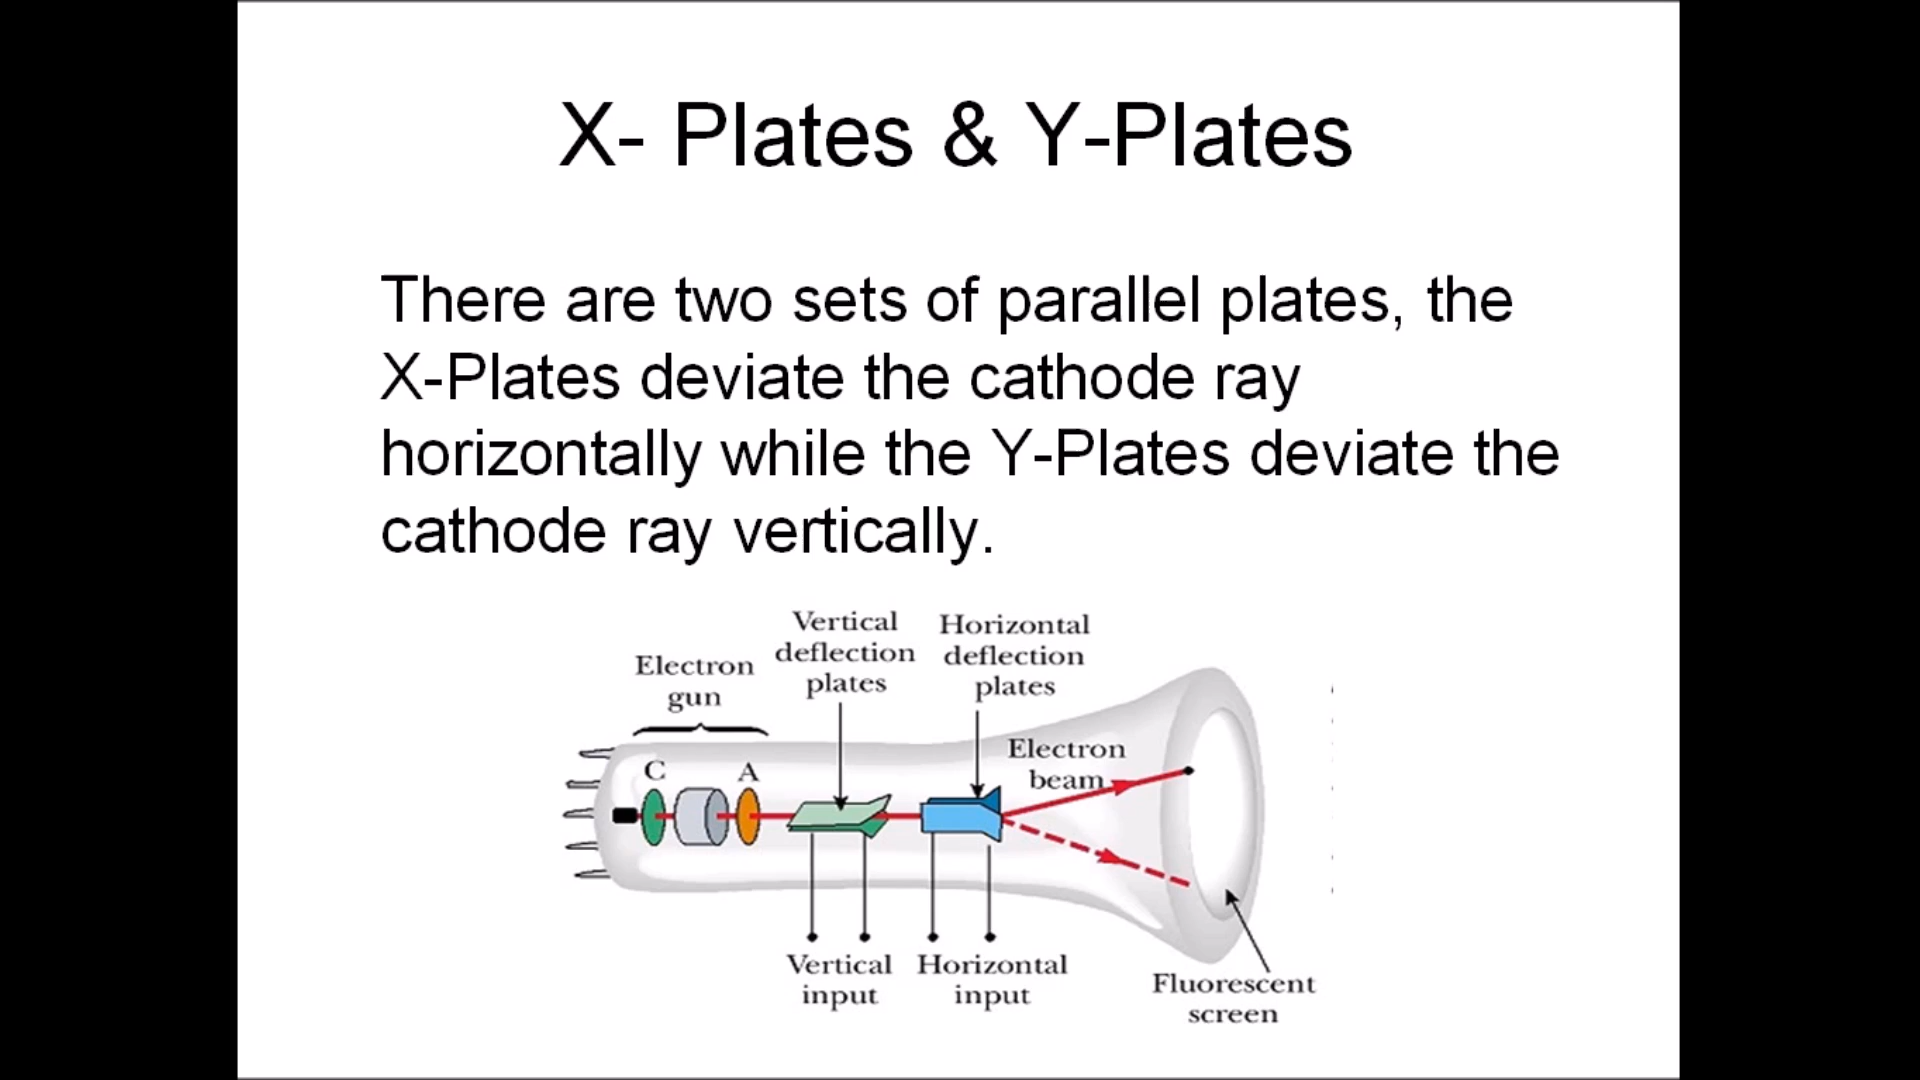 X- Plates & Y-Plates
There are two sets of parallel plates, the
X-Plates deviate the cathode ray
horizontally while the Y-Plates deviate the
cathode ray vertically.
Electron
gun
Vertical
deflection
plates
Horizontal
deflection
plates
C
A
Electron
beam
Vertical
input
Horizontal
input
Fluorescent
screen